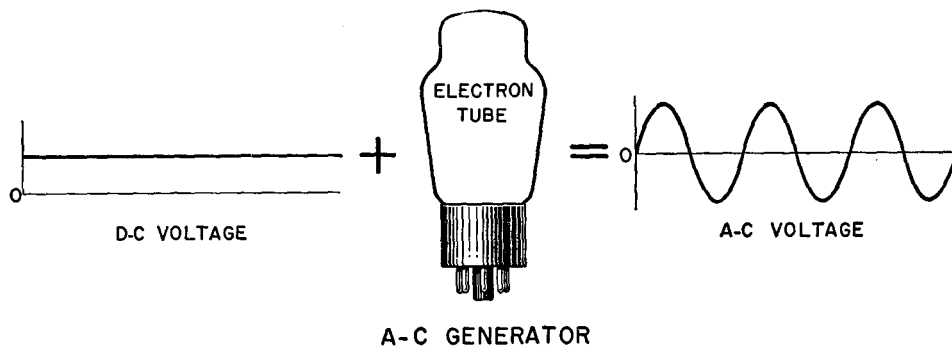 ELECTRON
TUBE
0
D-C VOLTAGE
0
A-C VOLTAGE
A-C GENERATOR